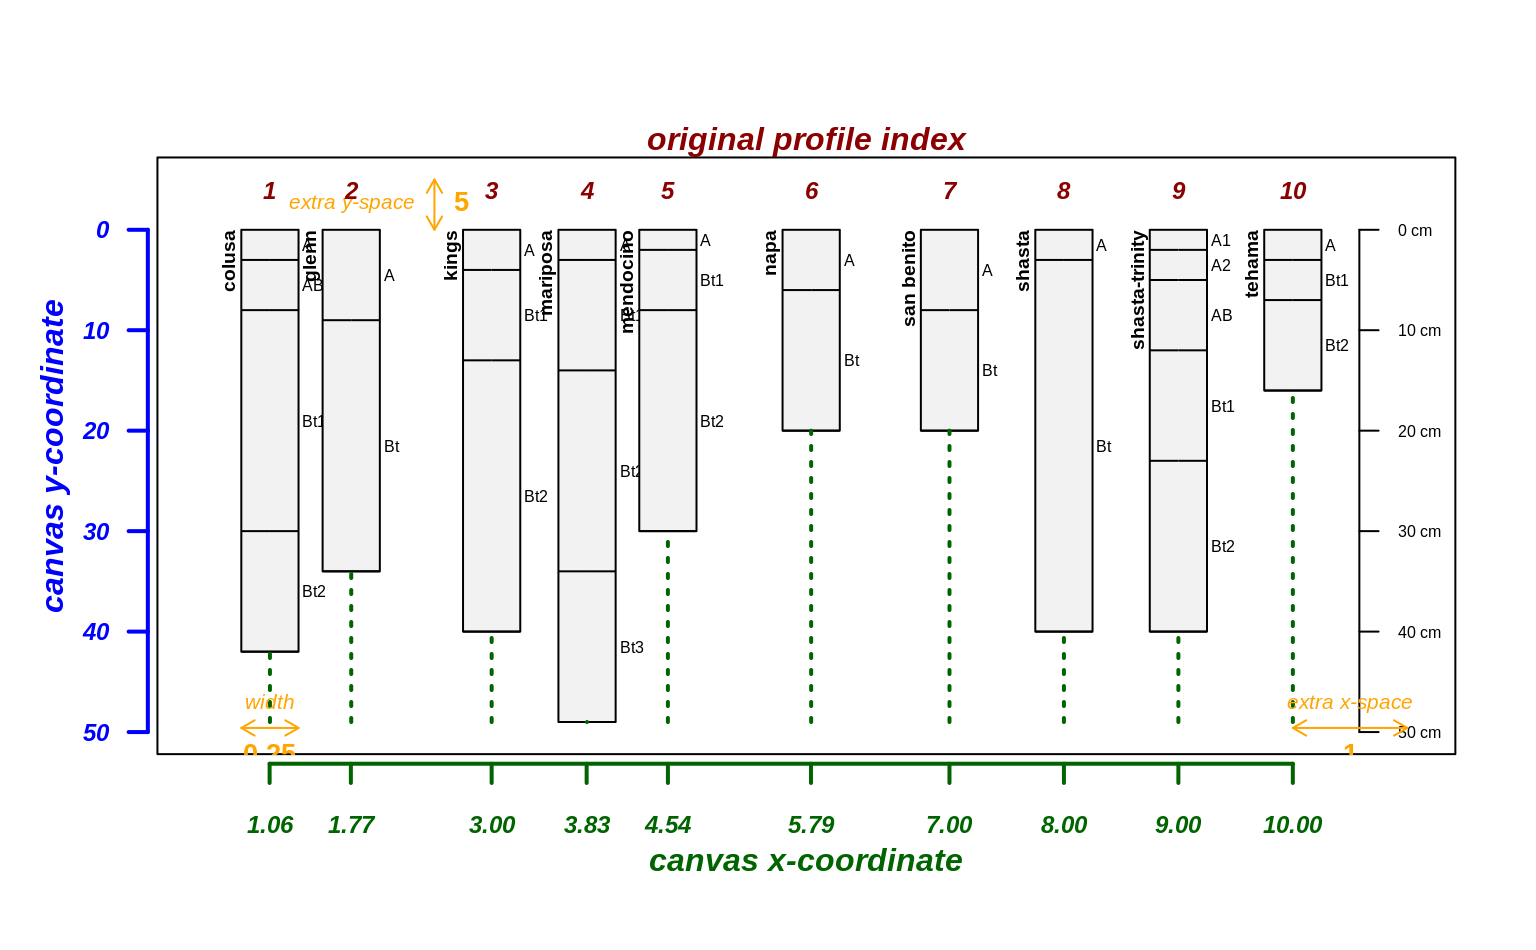 original profile index
1 2 3 4 5 6 7 8 9 10
extra y-space 5
canvas y-coordinate
0
10
20
30
40
50
colusa
A
AB
Bt1
Bt2
glenn
A
Bt
kings
A
Bt1
Bt2
mariposa
A
Bt1
Bt2
Bt3
mendocino
A
Bt1
Bt2
napa
A
Bt
san benito
A
Bt
shasta
A
Bt
shasta-trinity
A1
A2
AB
Bt1
Bt2
tehama
A
Bt1
Bt2
0 cm
10 cm
20 cm
30 cm
40 cm
50 cm
width
0.25
extra x-space
1
1.06 1.77 3.00 3.83 4.54 5.79 7.00 8.00 9.00 10.00
canvas x-coordinate